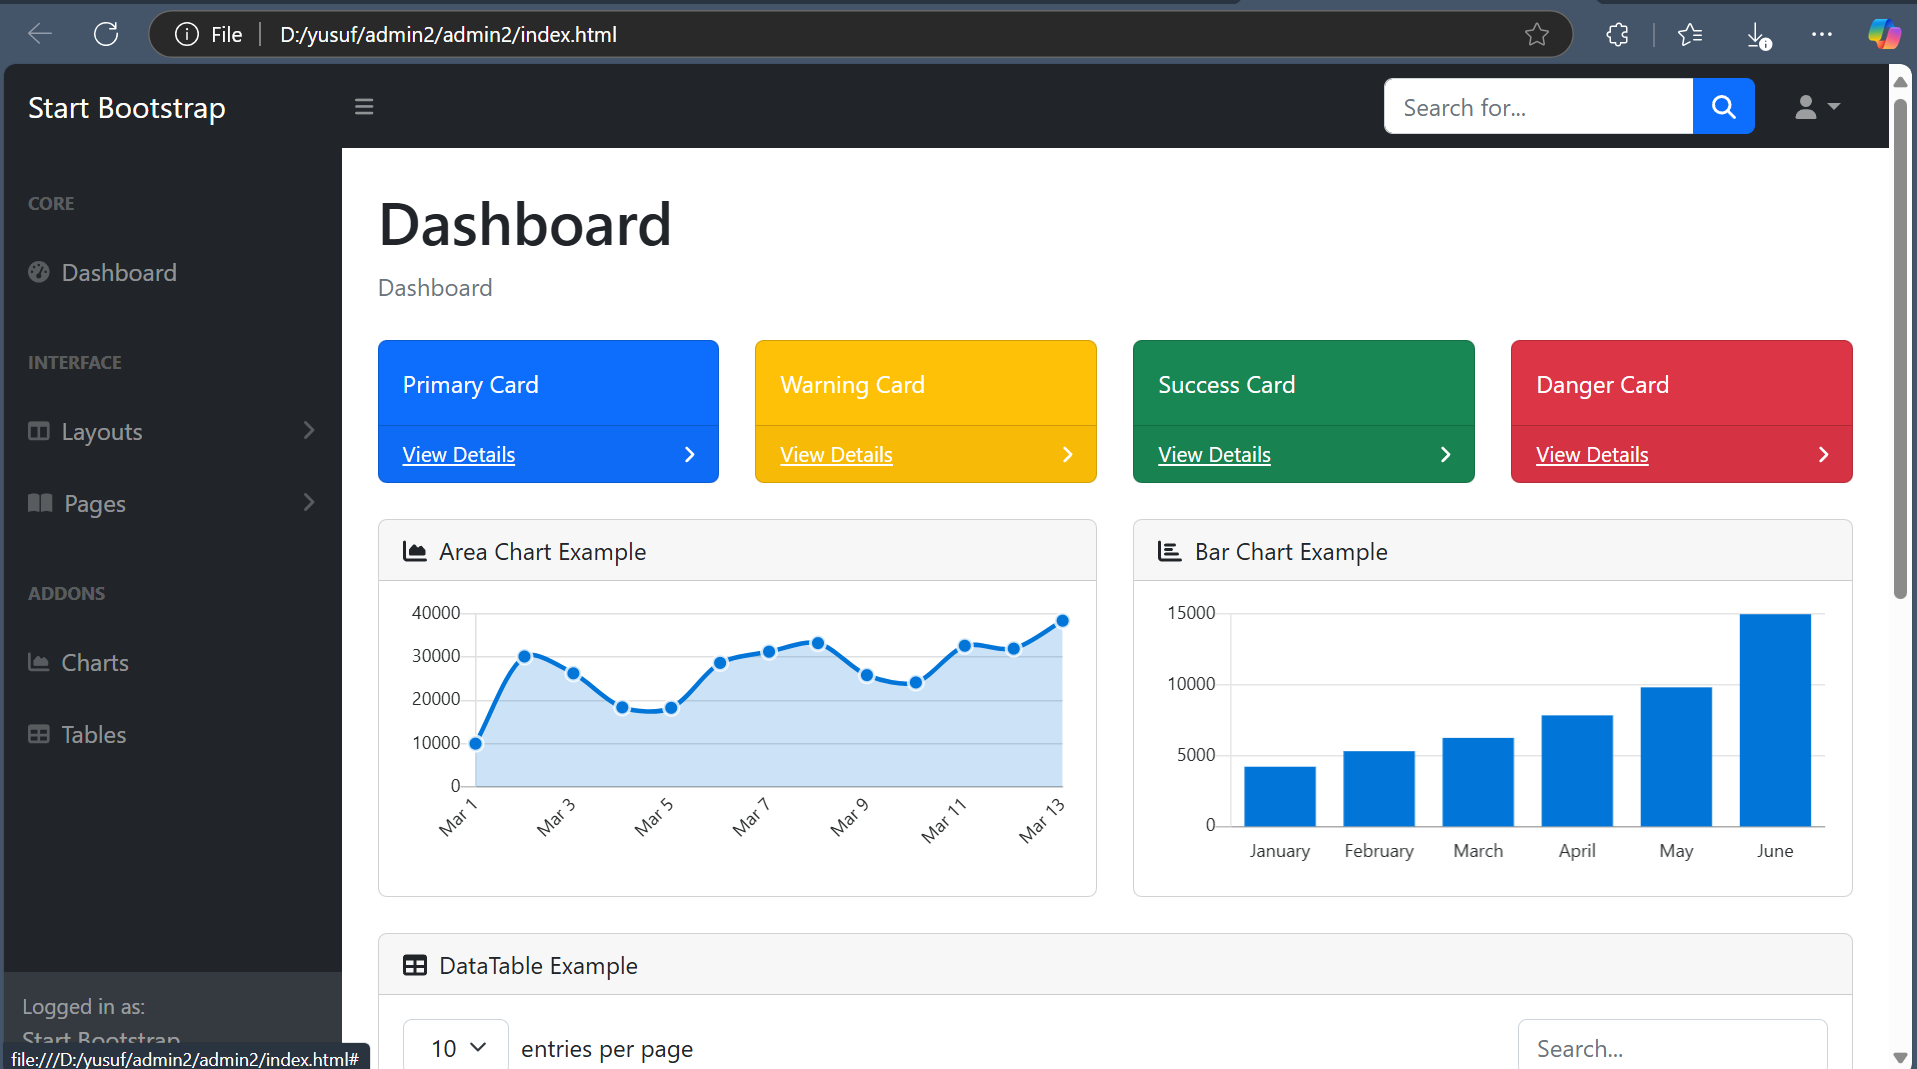 File
D:/yusuf/admin2/admin2/index.html
Start Bootstrap
Search for...
CORE
Dashboard
INTERFACE
Layouts
Pages
ADDONS
Charts
Tables
Logged in as:
Start Bootstrap
file:///D:/yusuf/admin2/admin2/index.html#
Dashboard
Dashboard
Primary Card
View Details
Warning Card
View Details
Success Card
View Details
Danger Card
View Details
Area Chart Example
40000
30000
20000
10000
0
Mar 1
Mar 3
Mar 5
Mar 7
Mar 9
Mar 11
Mar 13
Bar Chart Example
15000
10000
5000
0
January
February
March
April
May
June
DataTable Example
10 entries per page
Search...